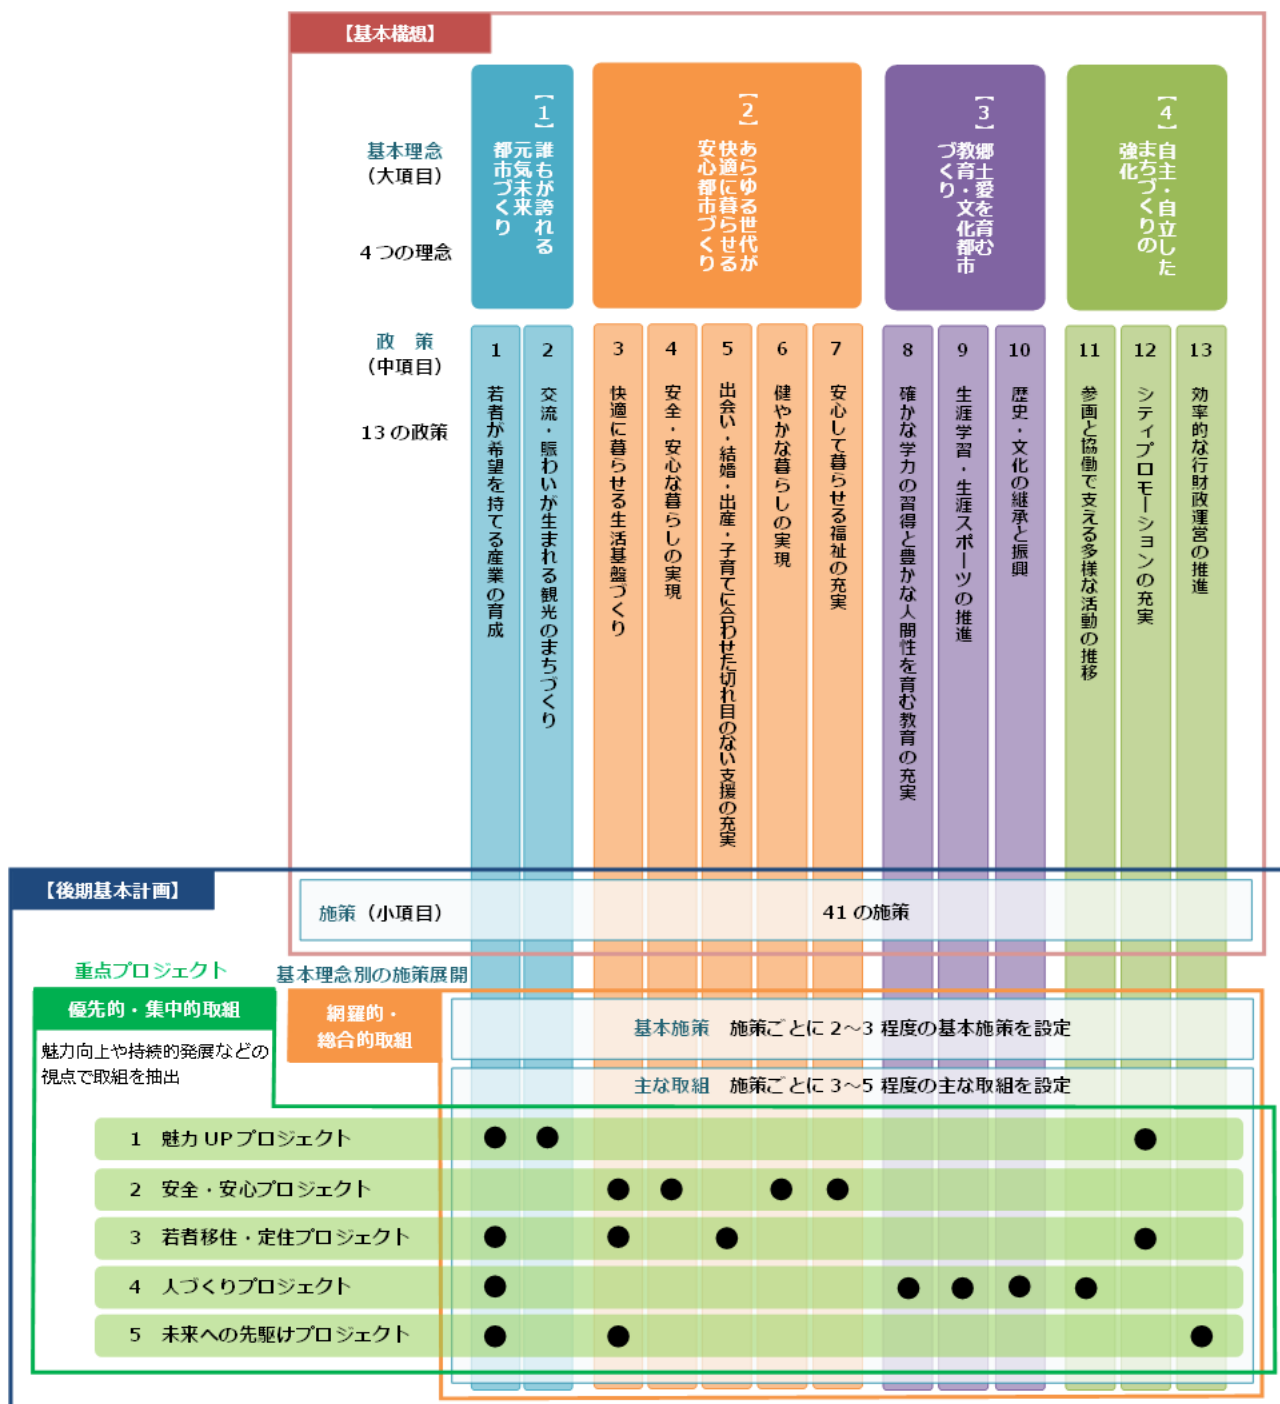 【基本構想】
基本理念
（大項目）
4つの理念
【1】誰もが誇れる
元気未来
都市づくり
【2】あらゆる世代が
快適に暮らせる
安心都市づくり
【3】郷土愛を育む
教育・文化都市
づくり
【4】自主・自立した
まちづくりの
強化
政　策
（中項目）
13の政策
1 若者が希望を持てる産業の育成
2 交流・賑わいが生まれる観光のまちづくり
3 快適に暮らせる生活基盤づくり
4 安全・安心な暮らしの実現
5 出会い・結婚・出産・子育てに合わせた切れ目のない支援の充実
6 健やかな暮らしの実現
7 安心して暮らせる福祉の充実
8 確かな学力の習得と豊かな人間性を育む教育の充実
9 生涯学習・生涯スポーツの推進
10 歴史・文化の継承と振興
11 参画と協働で支える多様な活動の推移
12 シティプロモーションの充実
13 効率的な行財政運営の推進
【後期基本計画】
施策（小項目）
41の施策
重点プロジェクト
基本理念別の施策展開
優先的・集中的取組
網羅的・
総合的取組
魅力向上や持続的発展などの
視点で取組を抽出
基本施策　施策ごとに2～3程度の基本施策を設定
主な取組　施策ごとに3～5程度の主な取組を設定
1　魅力UPプロジェクト
2　安全・安心プロジェクト
3　若者移住・定住プロジェクト
4　人づくりプロジェクト
5　未来への先駆けプロジェクト